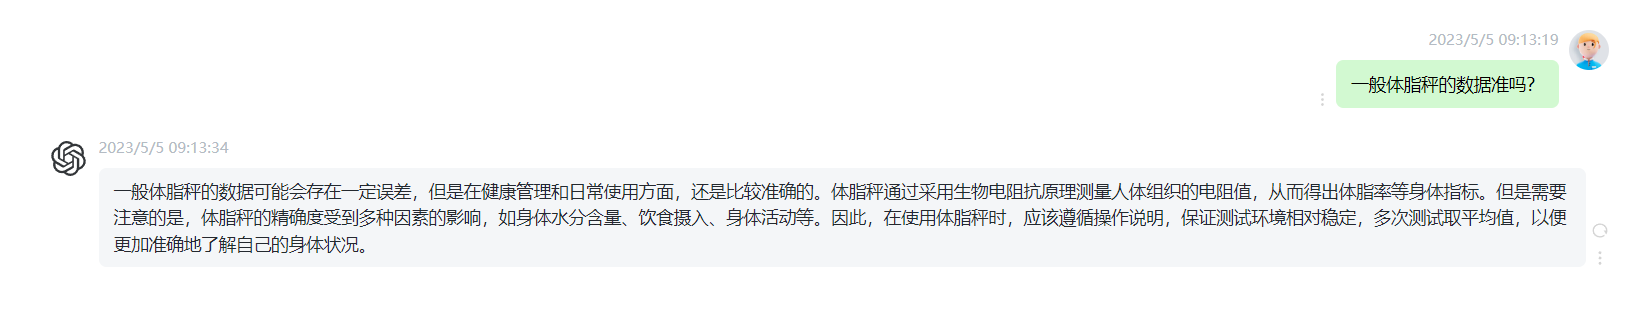 2023/5/5 09:13:19
一般体脂秤的数据准吗？
2023/5/5 09:13:34
一般体脂秤的数据可能会存在一定误差，但是在健康管理和日常使用方面，还是比较准确的。体脂秤通过采用生物电阻抗原理测量人体组织的电阻值，从而得出体脂率等身体指标。但是需要
注意的是，体脂秤的精确度受到多种因素的影响，如身体水分含量、饮食摄入、身体活动等。因此，在使用体脂秤时，应该遵循操作说明，保证测试环境相对稳定，多次测试取平均值，以便
更加准确地了解自己的身体状况。